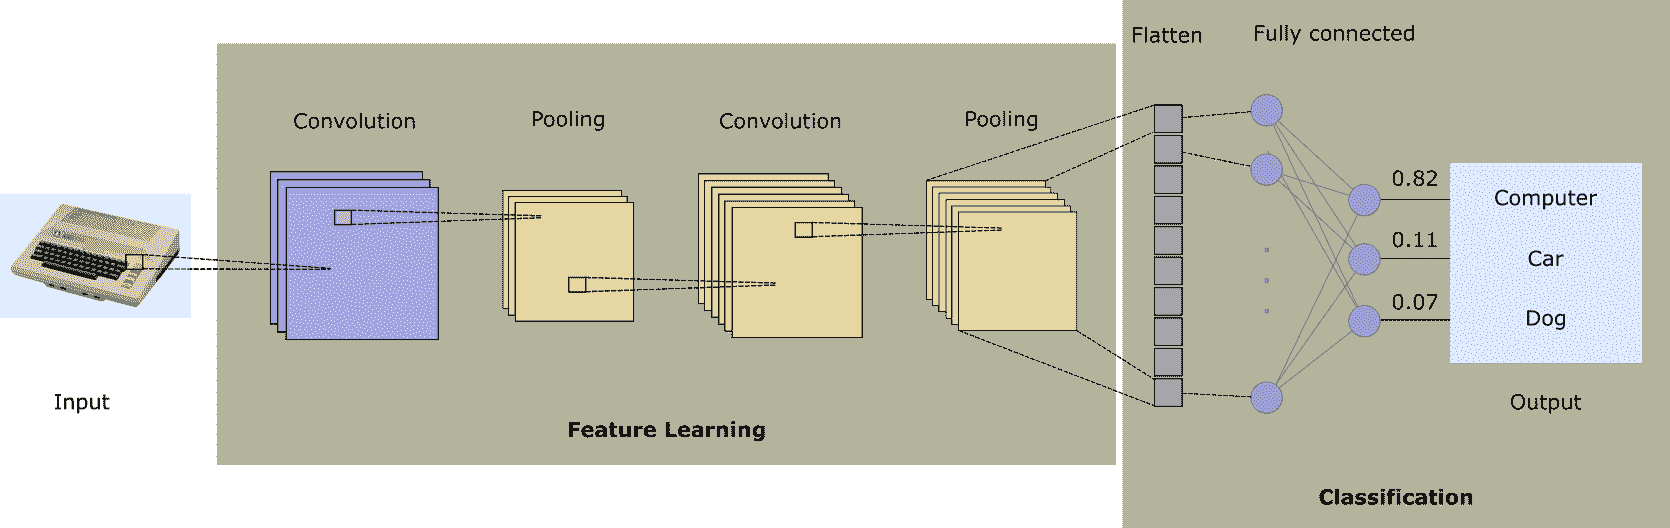 Flatten
Fully connected
Convolution
Pooling
Convolution
Pooling
0.82
Computer
0.11
Car
0.07
Dog
Input
Output
Feature Learning
Classification